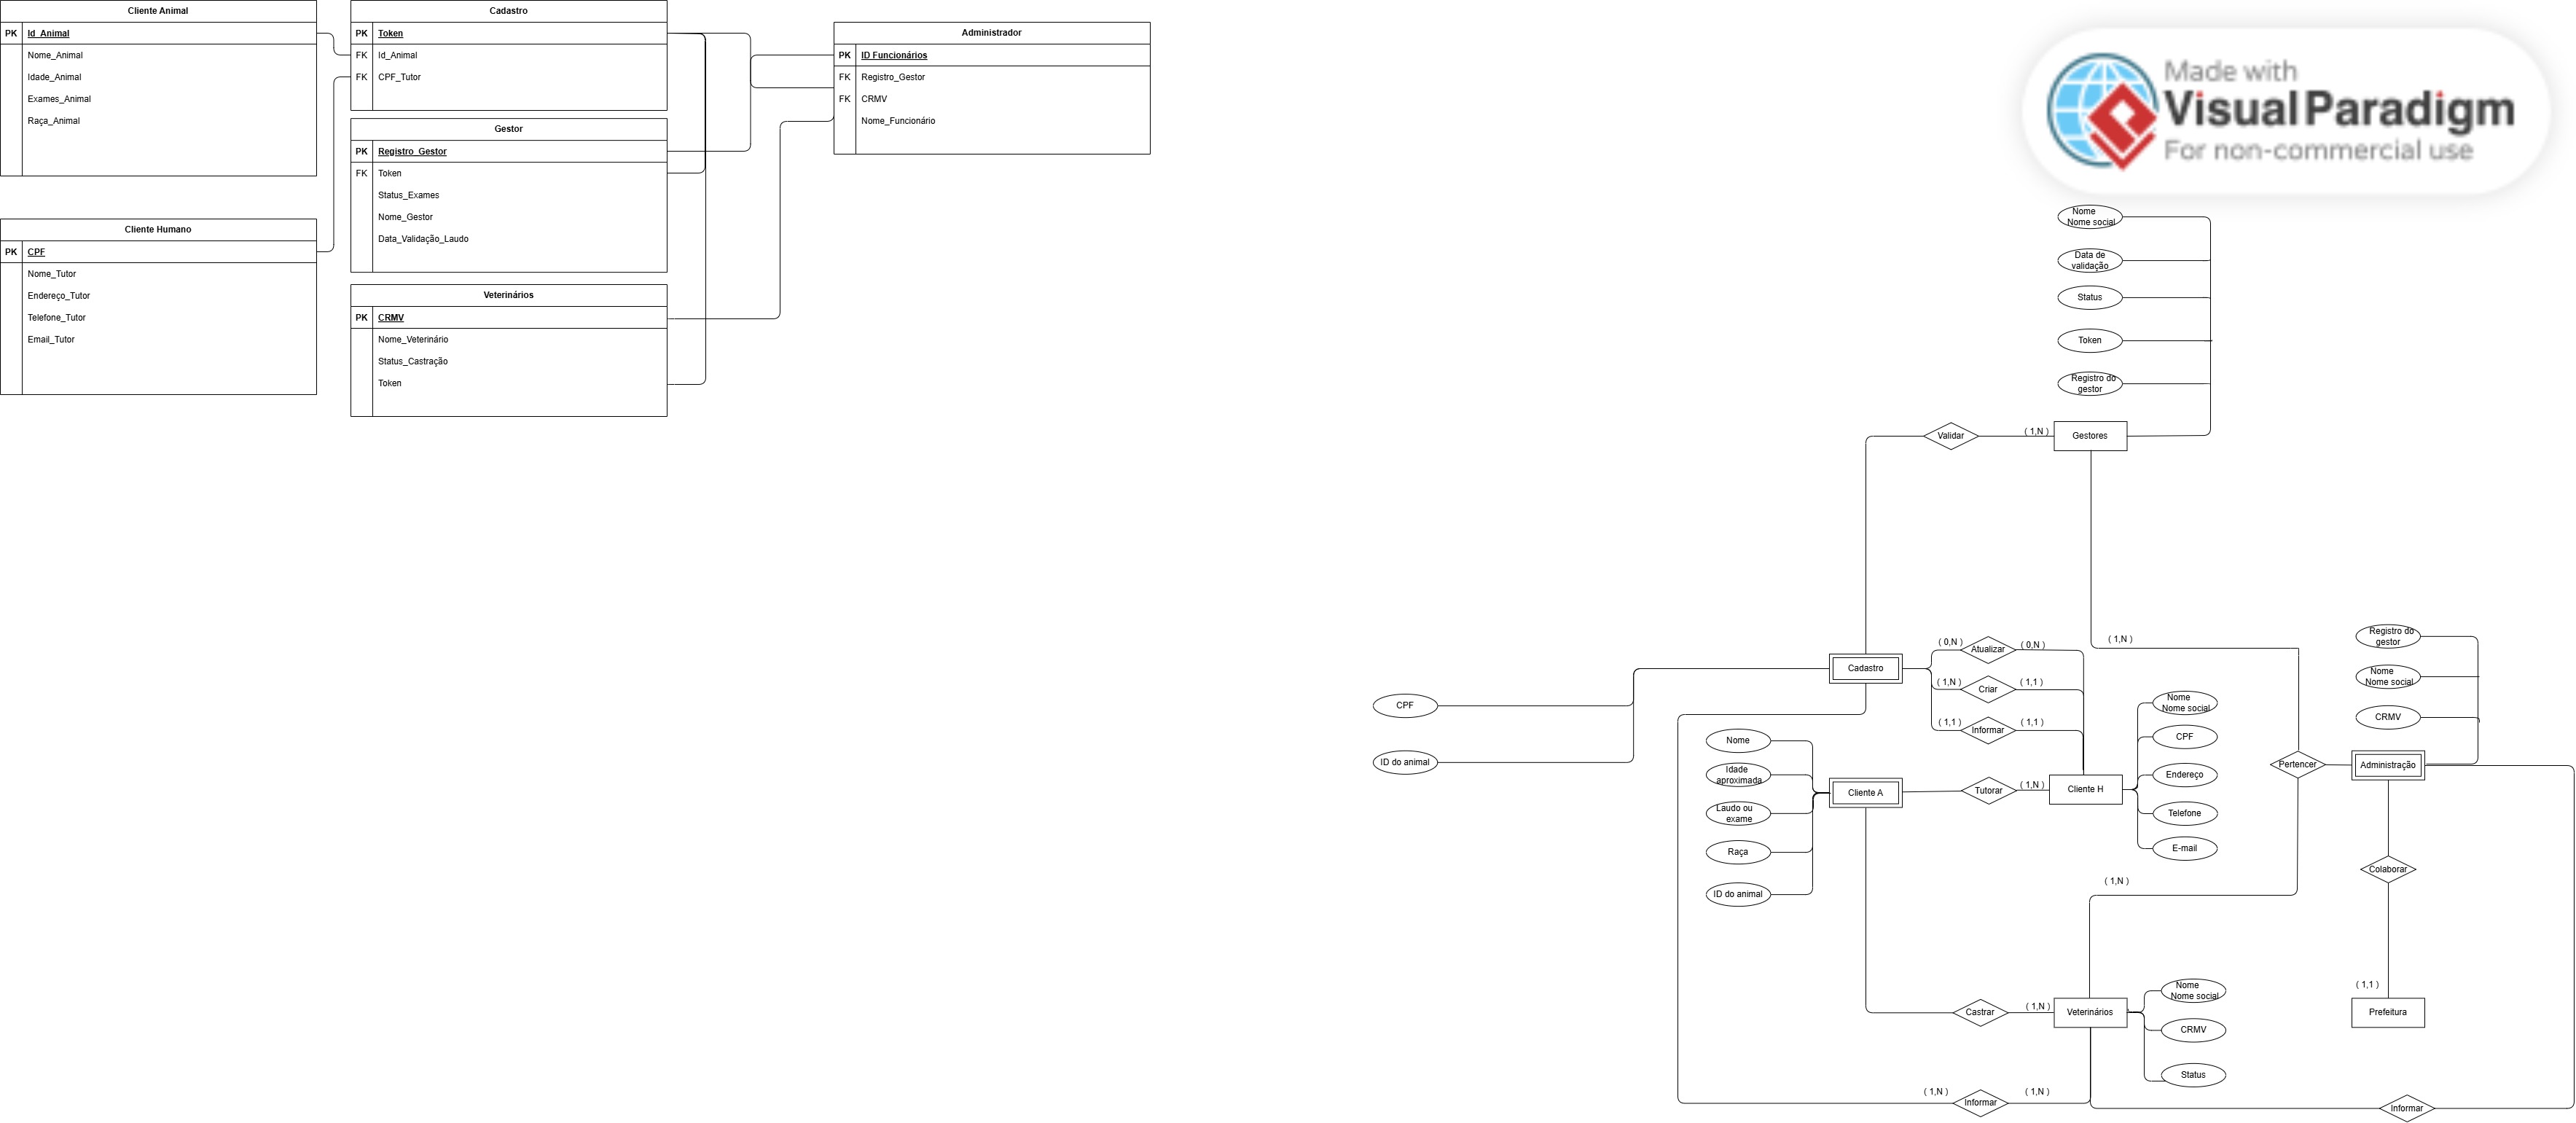 Cliente Animal
PK Id_Animal
Nome_Animal
Idade_Animal
Exames_Animal
Raça_Animal
Cliente Humano
PK CPF
Nome_Tutor
Endereço_Tutor
Telefone_Tutor
Email_Tutor
Cadastro
PK Token
FK Id_Animal
FK CPF_Tutor
Gestor
PK Registro_Gestor
FK Token
Status_Exames
Nome_Gestor
Data_Validação_Laudo
Veterinários
PK CRMV
Nome_Veterinário
Status_Castração
Token
Administrador
PK ID Funcionários
FK Registro_Gestor
FK CRMV
Nome_Funcionário
Made with
Visual Paradigm
For non-commercial use
Nome
Nome social
Data de
validação
Status
Token
Registro do
gestor
Validar
( 1,N )
Gestores
( 1,N )
Registro do
gestor
Nome
Nome social
CRMV
Cadastro
( 0,N )
Atualizar
( 0,N )
( 1,N )
Criar
( 1,1 )
( 1,1 )
Informar
( 1,1 )
CPF
ID do animal
Nome
Idade
aproximada
Laudo ou
exame
Raça
ID do animal
Cliente A
Tutorar
( 1,N )
Cliente H
Nome
Nome social
CPF
Endereço
Telefone
E-mail
Pertencer
Administração
Colaborar
( 1,N )
( 1,1 )
Prefeitura
Castrar
( 1,N )
Veterinários
Nome
Nome social
CRMV
Status
( 1,N )
Informar
( 1,N )
Informar